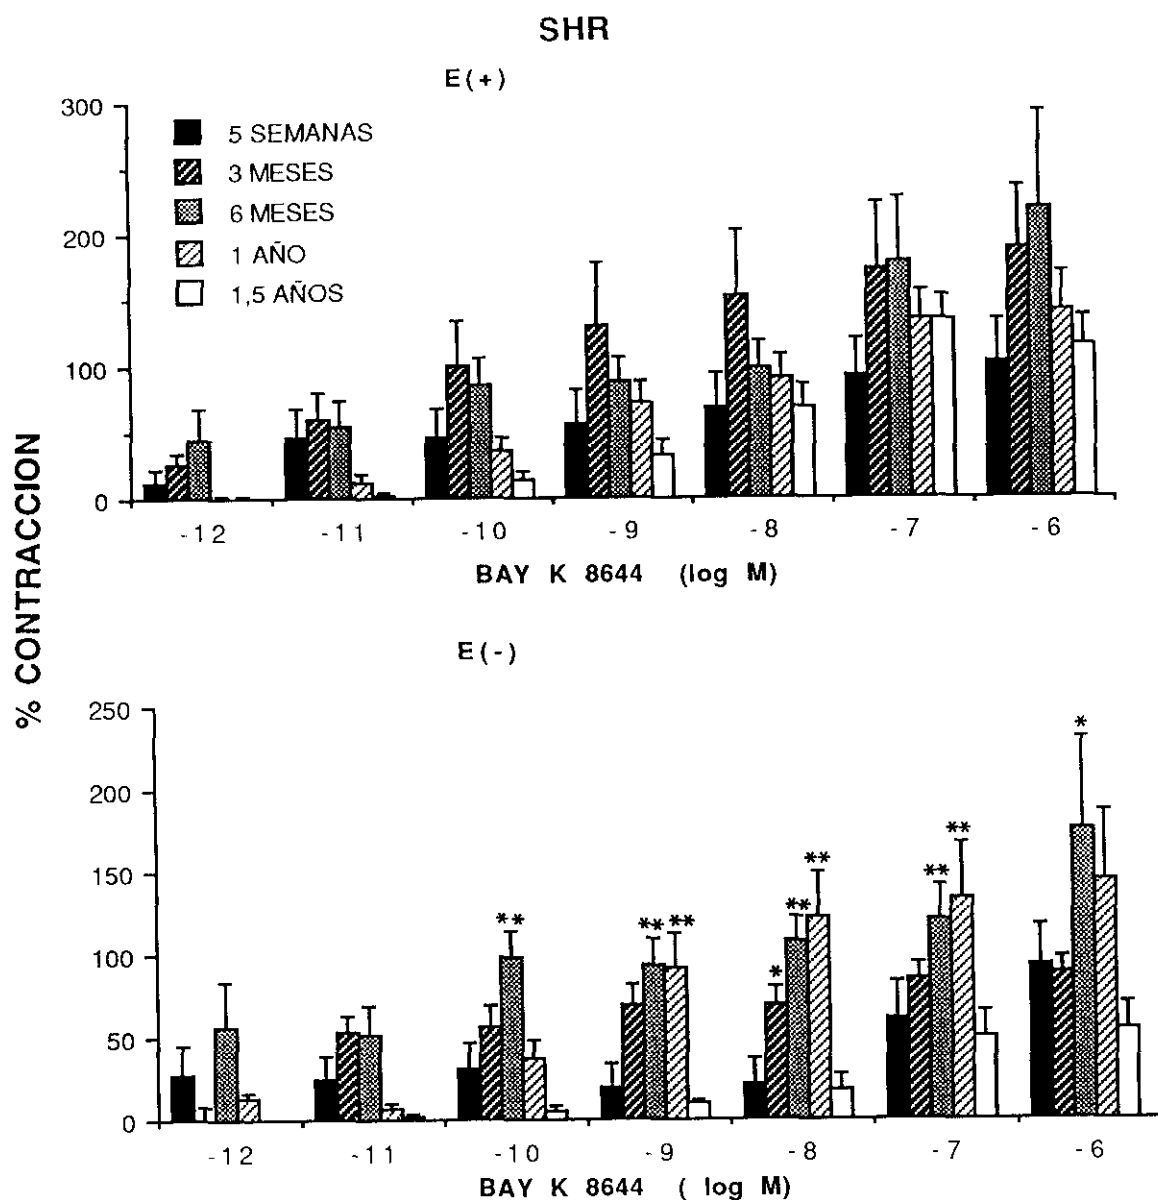 SHR
E(+)
300
200
100
0
5 SEMANAS
3 MESES
6 MESES
1 AÑO
1,5 AÑOS
-12 -11 -10 -9 -8 -7 -6
BAY K 8644 (log M)
% CONTRACCION
E(-)
250
200
150
100
50
0
** ** ** * ** ** ** ** *
-12 -11 -10 -9 -8 -7 -6
BAY K 8644 ( log M)